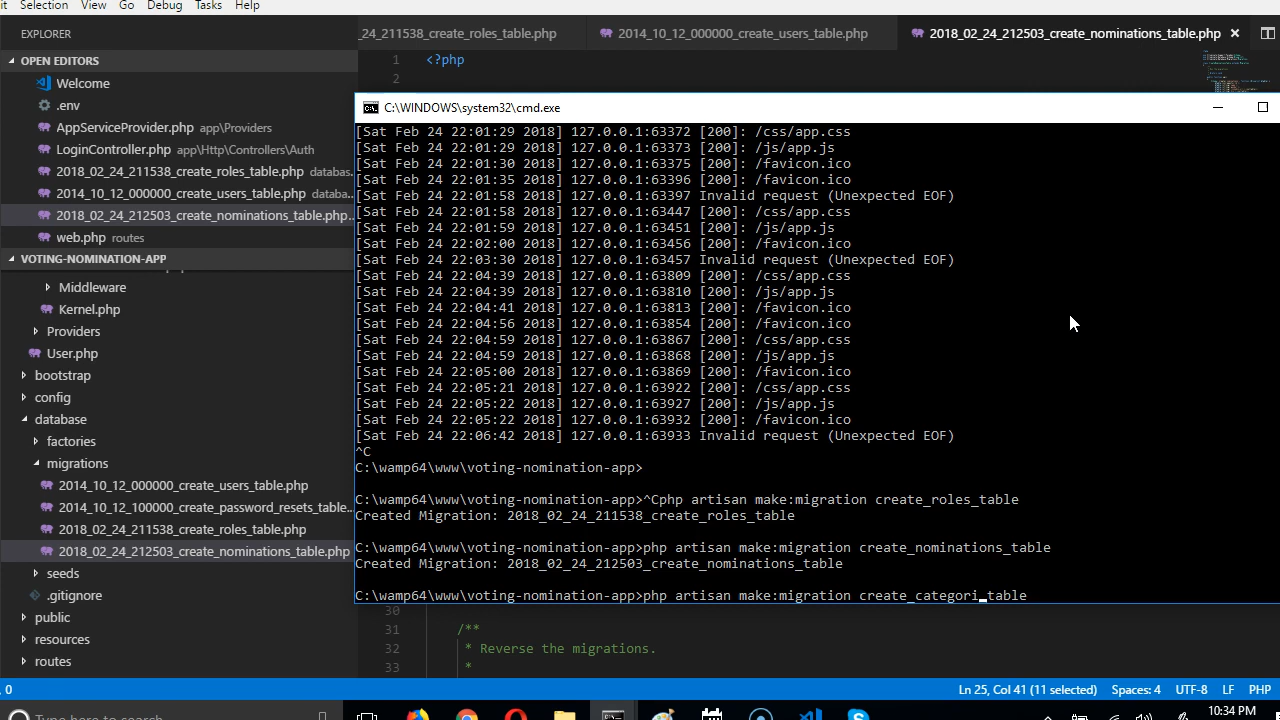 it Selection View Go Debug Tasks Help
EXPLORER
24_211538_create_roles_table.php
2014_10_12_000000_create_users_table.php
2018_02_24_212503_create_nominations_table.php ×
OPEN EDITORS
Welcome
.env
AppServiceProvider.php app\Providers
LoginController.php app\Http\Controllers\Auth
2018_02_24_211538_create_roles_table.php databas...
2014_10_12_000000_create_users_table.php databa...
2018_02_24_212503_create_nominations_table.php...
web.php routes
VOTING-NOMINATION-APP
Middleware
Kernel.php
Providers
User.php
bootstrap
config
database
factories
migrations
2014_10_12_000000_create_users_table.php
2014_10_12_100000_create_password_resets_table...
2018_02_24_211538_create_roles_table.php
2018_02_24_212503_create_nominations_table.php
seeds
.gitignore
public
resources
routes
1 <?php
2
C:\WINDOWS\system32\cmd.exe
[Sat Feb 24 22:01:29 2018] 127.0.0.1:63372 [200]: /css/app.css
[Sat Feb 24 22:01:29 2018] 127.0.0.1:63373 [200]: /js/app.js
[Sat Feb 24 22:01:30 2018] 127.0.0.1:63375 [200]: /favicon.ico
[Sat Feb 24 22:01:35 2018] 127.0.0.1:63396 [200]: /favicon.ico
[Sat Feb 24 22:01:58 2018] 127.0.0.1:63397 Invalid request (Unexpected EOF)
[Sat Feb 24 22:01:58 2018] 127.0.0.1:63447 [200]: /css/app.css
[Sat Feb 24 22:01:59 2018] 127.0.0.1:63451 [200]: /js/app.js
[Sat Feb 24 22:02:00 2018] 127.0.0.1:63456 [200]: /favicon.ico
[Sat Feb 24 22:03:30 2018] 127.0.0.1:63457 Invalid request (Unexpected EOF)
[Sat Feb 24 22:04:39 2018] 127.0.0.1:63809 [200]: /css/app.css
[Sat Feb 24 22:04:39 2018] 127.0.0.1:63810 [200]: /js/app.js
[Sat Feb 24 22:04:41 2018] 127.0.0.1:63813 [200]: /favicon.ico
[Sat Feb 24 22:04:56 2018] 127.0.0.1:63854 [200]: /favicon.ico
[Sat Feb 24 22:04:59 2018] 127.0.0.1:63867 [200]: /css/app.css
[Sat Feb 24 22:04:59 2018] 127.0.0.1:63868 [200]: /js/app.js
[Sat Feb 24 22:05:00 2018] 127.0.0.1:63869 [200]: /favicon.ico
[Sat Feb 24 22:05:21 2018] 127.0.0.1:63922 [200]: /css/app.css
[Sat Feb 24 22:05:22 2018] 127.0.0.1:63927 [200]: /js/app.js
[Sat Feb 24 22:05:22 2018] 127.0.0.1:63932 [200]: /favicon.ico
[Sat Feb 24 22:06:42 2018] 127.0.0.1:63933 Invalid request (Unexpected EOF)
^C
C:\wamp64\www\voting-nomination-app>
C:\wamp64\www\voting-nomination-app>^Cphp artisan make:migration create_roles_table
Created Migration: 2018_02_24_211538_create_roles_table
C:\wamp64\www\voting-nomination-app>php artisan make:migration create_nominations_table
Created Migration: 2018_02_24_212503_create_nominations_table
C:\wamp64\www\voting-nomination-app>php artisan make:migration create_categori_table
30
31 /**
32 * Reverse the migrations.
33 *
, 0
Ln 25, Col 41 (11 selected) Spaces: 4 UTF-8 LF PHP
Type here to search
10:34 PM